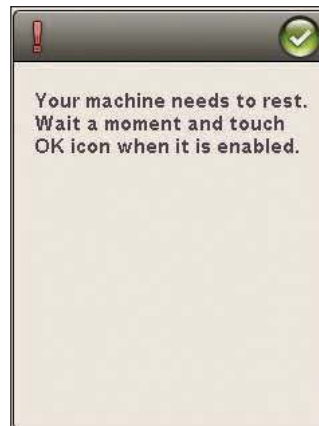 Your machine needs to rest.
Wait a moment and touch
OK icon when it is enabled.